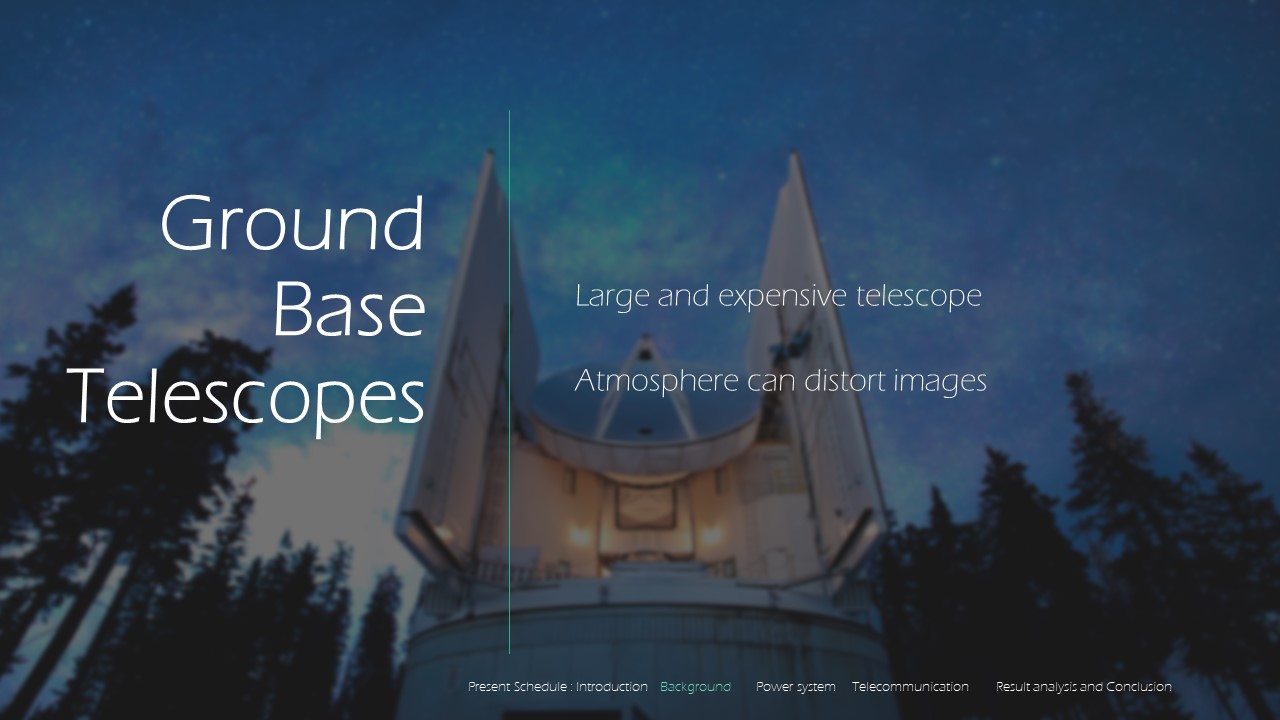 Ground
Base
Telescopes
Large and expensive telescope
Atmosphere can distort images
Present Schedule : Introduction Background Power system Telecommunication Result analysis and Conclusion